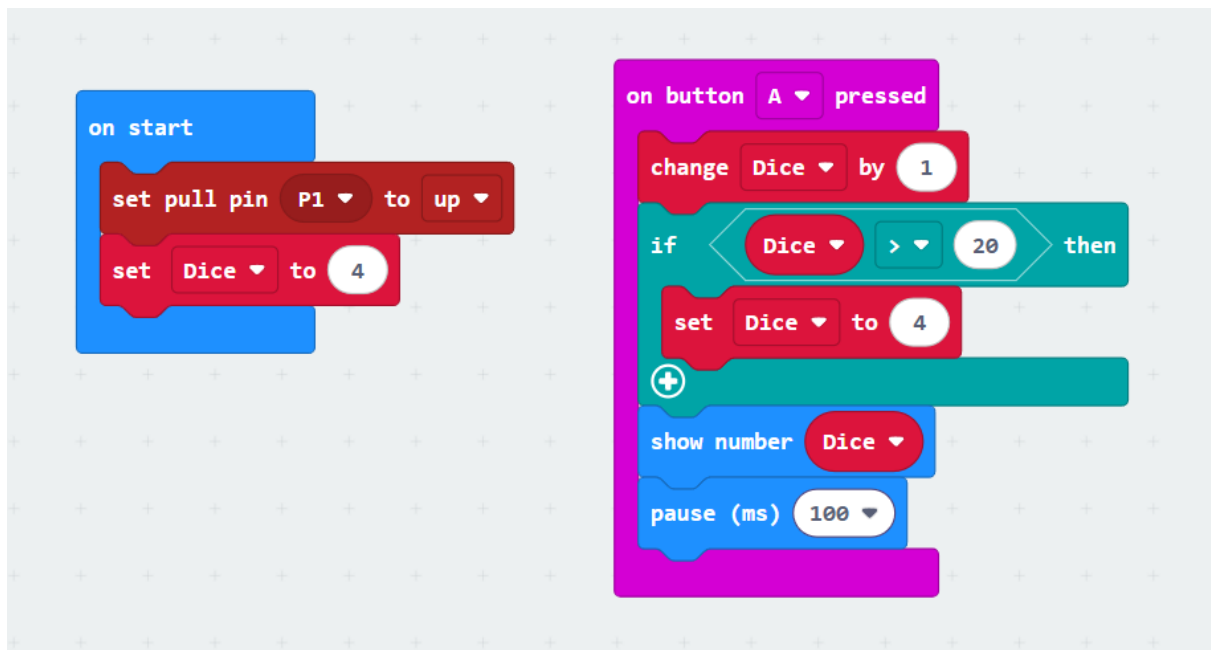 on start
set pull pin P1 to up
set Dice to 4
on button A pressed
change Dice by 1
if Dice > 20 then
set Dice to 4
show number Dice
pause (ms) 100